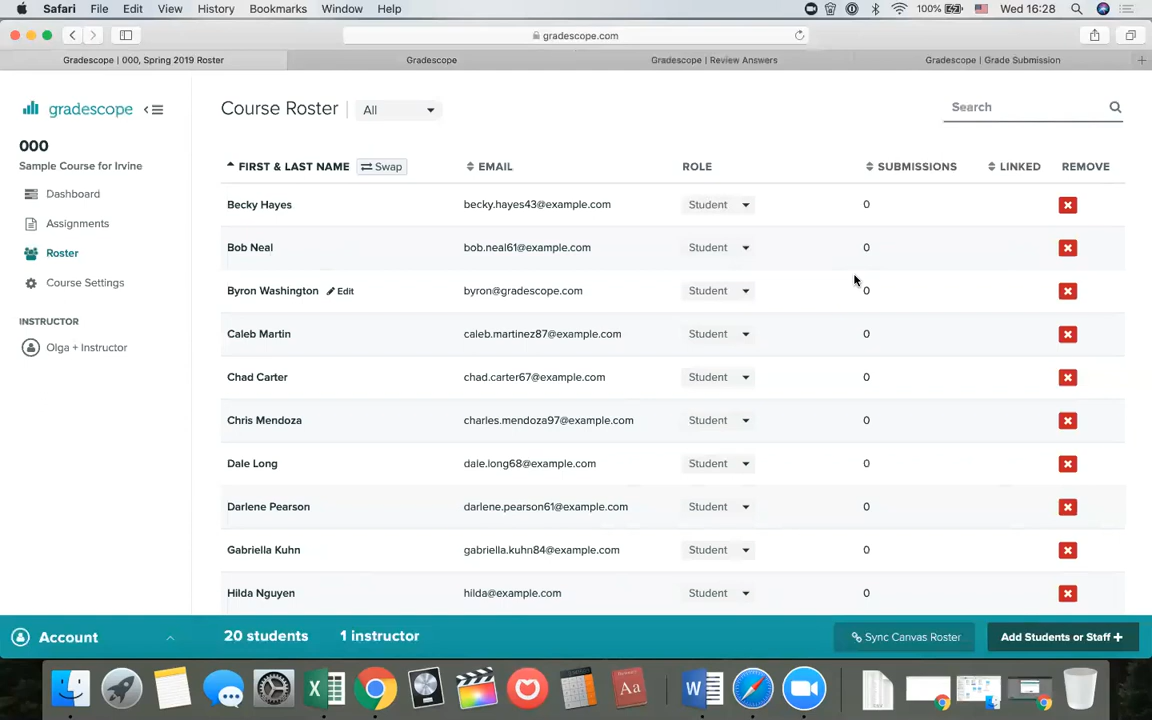 Safari File Edit View History Bookmarks Window Help 100% Wed 16:28
gradescope.com
Gradescope | 000, Spring 2019 Roster Gradescope Gradescope | Review Answers Gradescope | Grade Submission
gradescope
000
Sample Course for Irvine
Dashboard
Assignments
Roster
Course Settings
INSTRUCTOR
Olga + Instructor
Course Roster All Search
FIRST & LAST NAME Swap EMAIL ROLE SUBMISSIONS LINKED REMOVE
Becky Hayes becky.hayes43@example.com Student 0
Bob Neal bob.neal61@example.com Student 0
Byron Washington Edit byron@gradescope.com Student 0
Caleb Martin caleb.martinez87@example.com Student 0
Chad Carter chad.carter67@example.com Student 0
Chris Mendoza charles.mendoza97@example.com Student 0
Dale Long dale.long68@example.com Student 0
Darlene Pearson darlene.pearson61@example.com Student 0
Gabriella Kuhn gabriella.kuhn84@example.com Student 0
Hilda Nguyen hilda@example.com Student 0
Account 20 students 1 instructor Sync Canvas Roster Add Students or Staff +
Aa